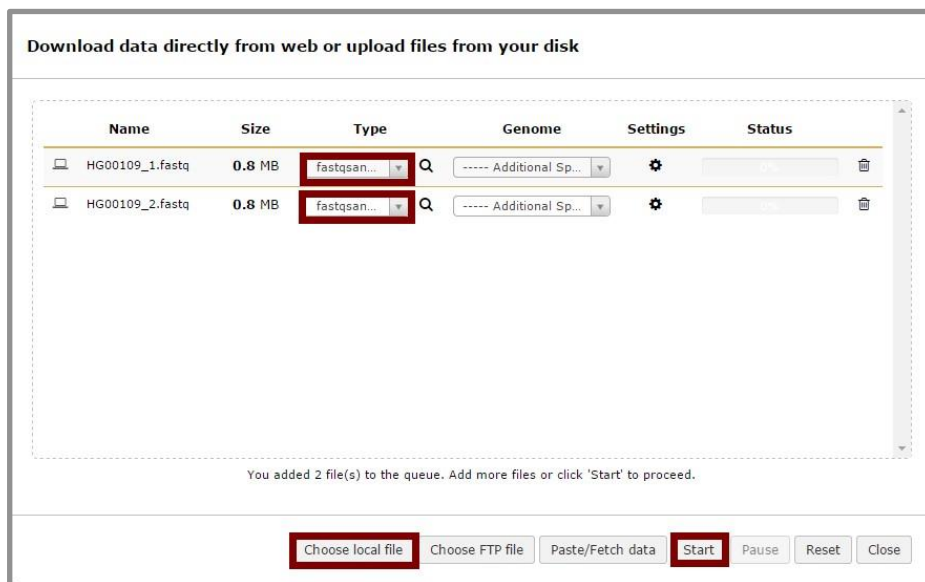 Download data directly from web or upload files from your disk
Name Size Type Genome Settings Status
HG00109_1.fastq 0.8 MB fastqsan... ----- Additional Sp... 0%
HG00109_2.fastq 0.8 MB fastqsan... ----- Additional Sp... 0%
You added 2 file(s) to the queue. Add more files or click 'Start' to proceed.
Choose local file Choose FTP file Paste/Fetch data Start Pause Reset Close